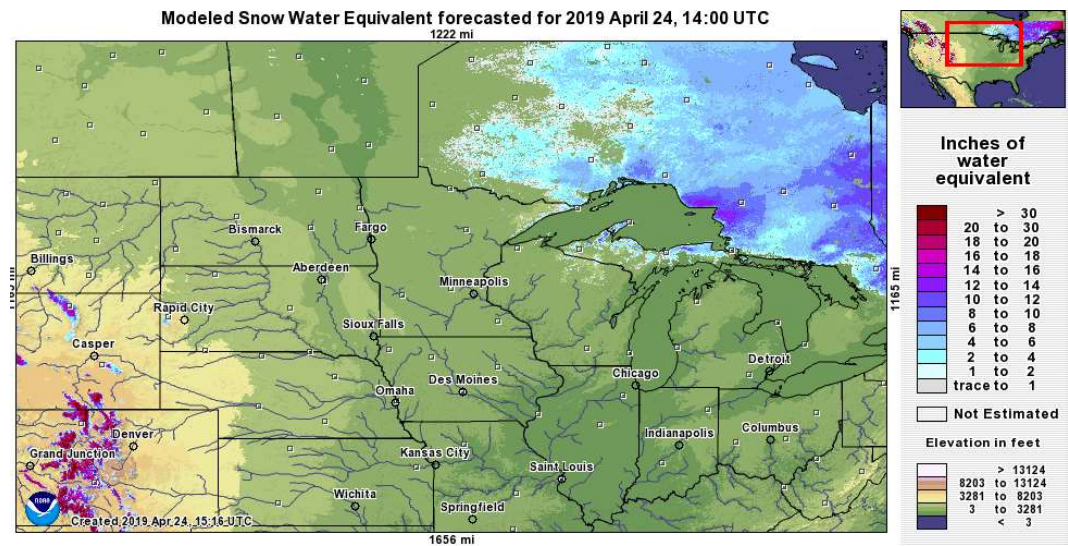 Modeled Snow Water Equivalent forecasted for 2019 April 24, 14:00 UTC
1222 mi
Bismarck
Fargo
Billings
Aberdeen
Minneapolis
1165 mi
Rapid City
Sioux Falls
Casper
Detroit
Des Moines
Chicago
Omaha
Denver
Indianapolis
Columbus
Grand Junction
Kansas City
Saint Louis
Wichita
Springfield
NOAA
Created 2019 Apr 24, 15:16 UTC
1656 mi
Inches of
water
equivalent
> 30
20 to 30
18 to 20
16 to 18
14 to 16
12 to 14
10 to 12
8 to 10
6 to 8
4 to 6
2 to 4
1 to 2
trace to 1
Not Estimated
Elevation in feet
> 13124
8203 to 13124
3281 to 8203
3 to 3281
< 3